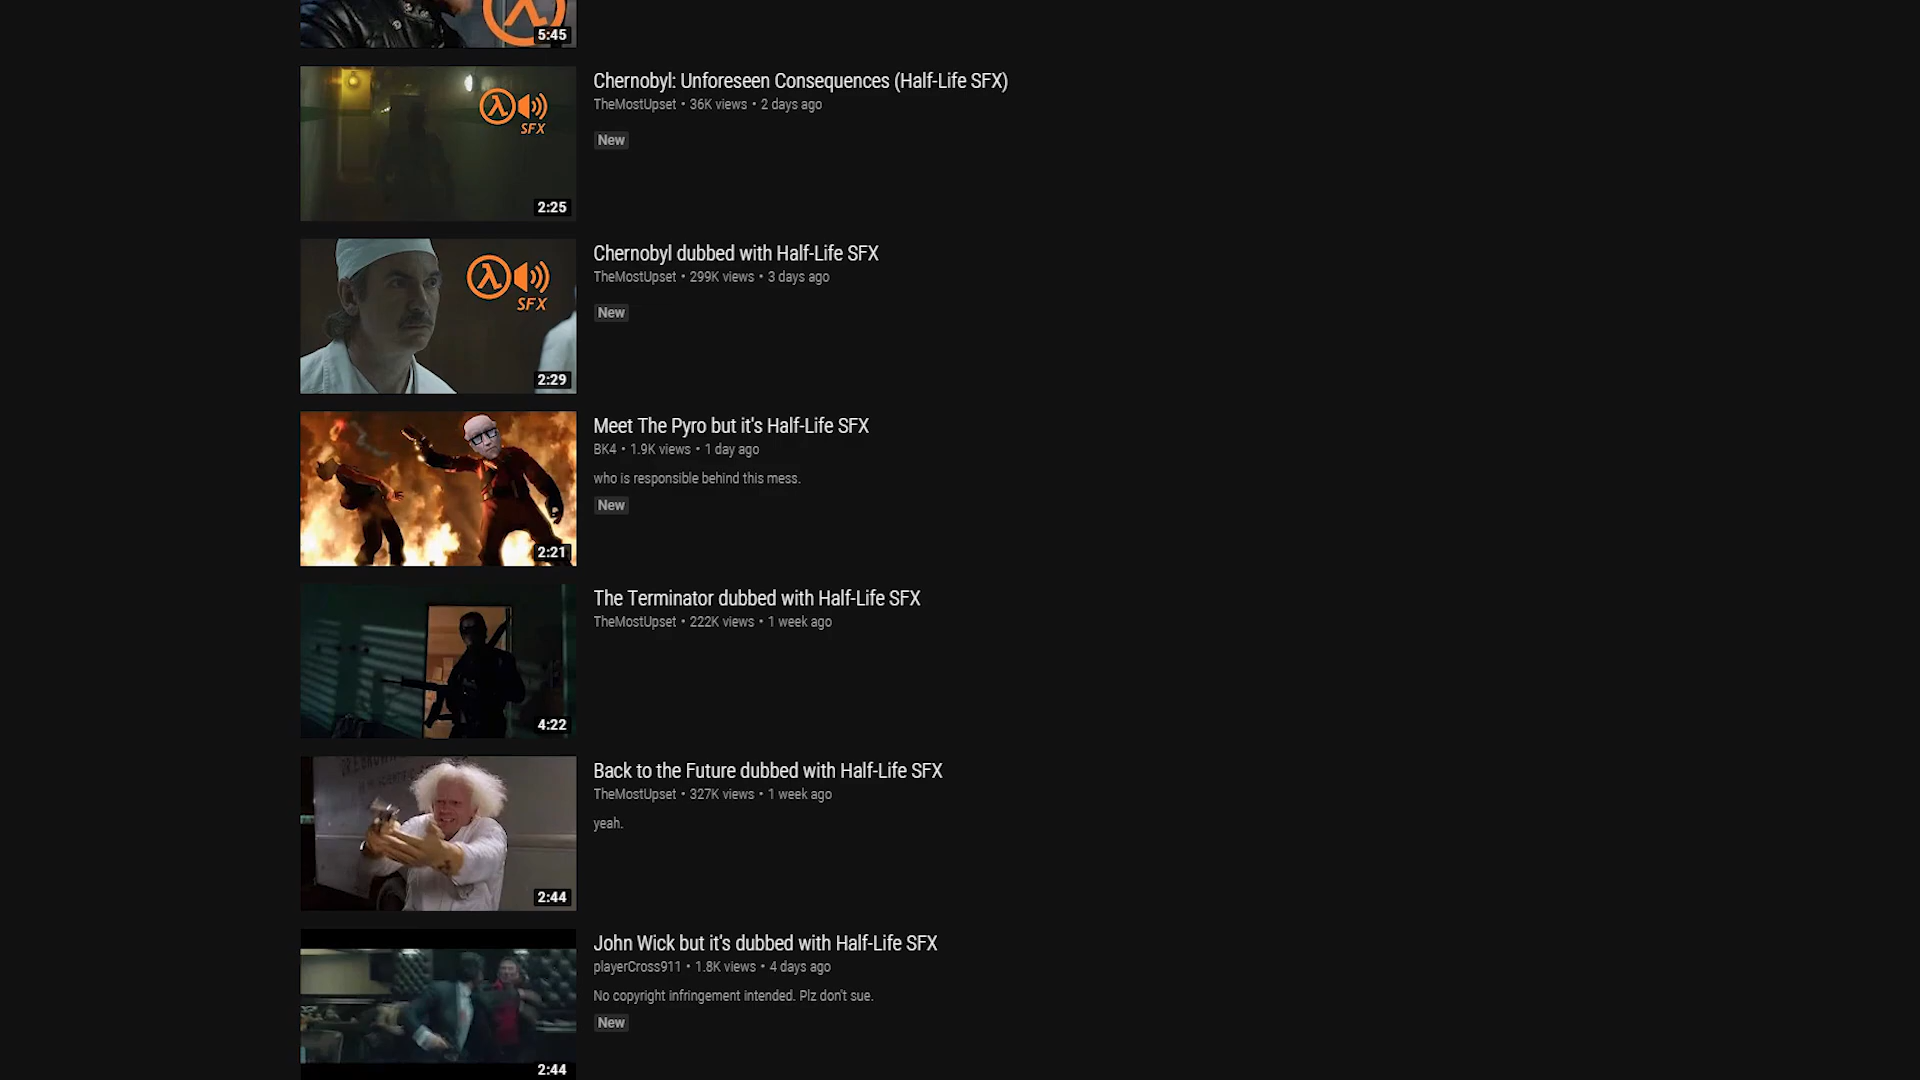 5:45
Chernobyl: Unforeseen Consequences (Half-Life SFX)
TheMostUpset • 36K views • 2 days ago
New
SFX
2:25
Chernobyl dubbed with Half-Life SFX
TheMostUpset • 299K views • 3 days ago
New
SFX
2:29
Meet The Pyro but it's Half-Life SFX
BK4 • 1.9K views • 1 day ago
who is responsible behind this mess.
New
2:21
The Terminator dubbed with Half-Life SFX
TheMostUpset • 222K views • 1 week ago
4:22
Back to the Future dubbed with Half-Life SFX
TheMostUpset • 327K views • 1 week ago
yeah.
2:44
John Wick but it's dubbed with Half-Life SFX
playerCross911 • 1.8K views • 4 days ago
No copyright infringement intended. Plz don't sue.
New
2:44